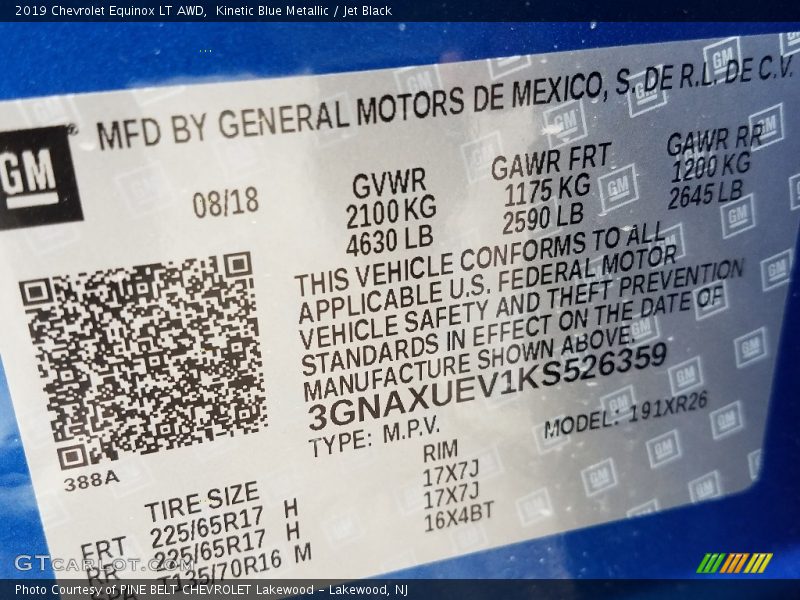 2019 Chevrolet Equinox LT AWD, Kinetic Blue Metallic / Jet Black
GM
MFD BY GENERAL MOTORS DE MEXICO, S. DE R.L. DE C.V.
08/18
GVWR
2100 KG
4630 LB
GAWR FRT
1175 KG
2590 LB
GAWR RR
1200 KG
2645 LB
THIS VEHICLE CONFORMS TO ALL
APPLICABLE U.S. FEDERAL MOTOR
VEHICLE SAFETY AND THEFT PREVENTION
STANDARDS IN EFFECT ON THE DATE OF
MANUFACTURE SHOWN ABOVE.
3GNAXUEV1KS526359
TYPE: M.P.V.
MODEL: 191XR26
388A
TIRE SIZE
RIM
FRT 225/65R17 H 17X7J
RR 225/65R17 H 17X7J
T135/70R16 M 16X4BT
GTcarlot.com
Photo Courtesy of PINE BELT CHEVROLET Lakewood - Lakewood, NJ